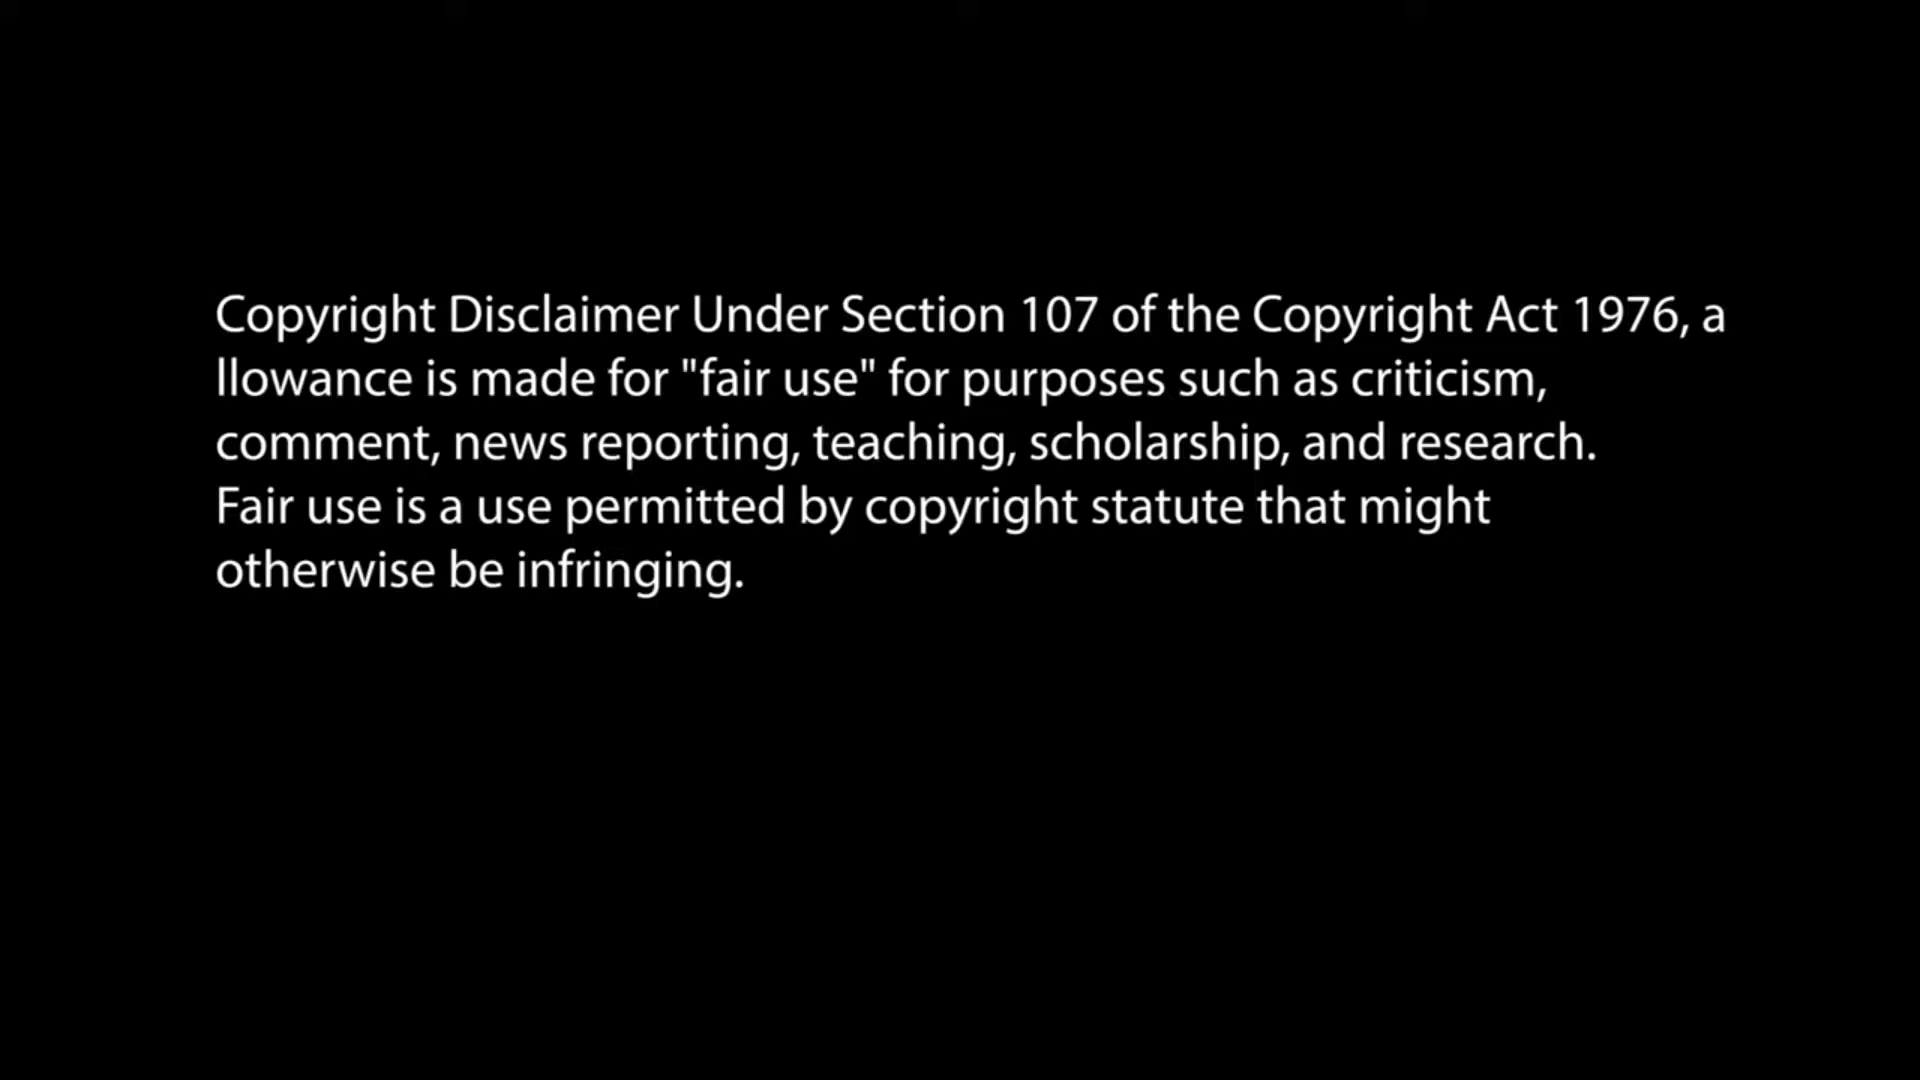 Copyright Disclaimer Under Section 107 of the Copyright Act 1976, a
llowance is made for "fair use" for purposes such as criticism,
comment, news reporting, teaching, scholarship, and research.
Fair use is a use permitted by copyright statute that might
otherwise be infringing.